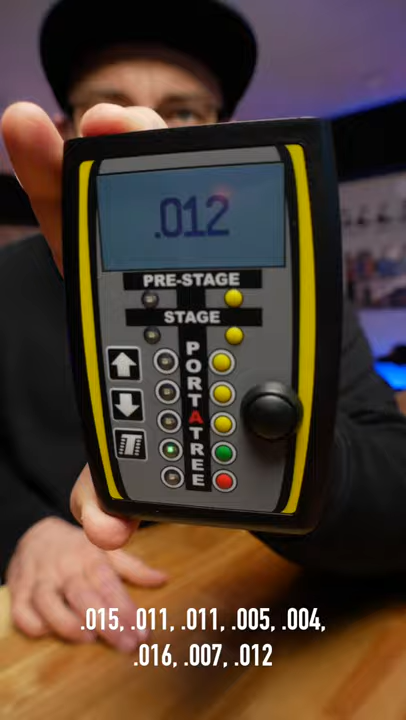 .012
PRE-STAGE
STAGE
PORTATREE
.015, .011, .011, .005, .004,
.016, .007, .012